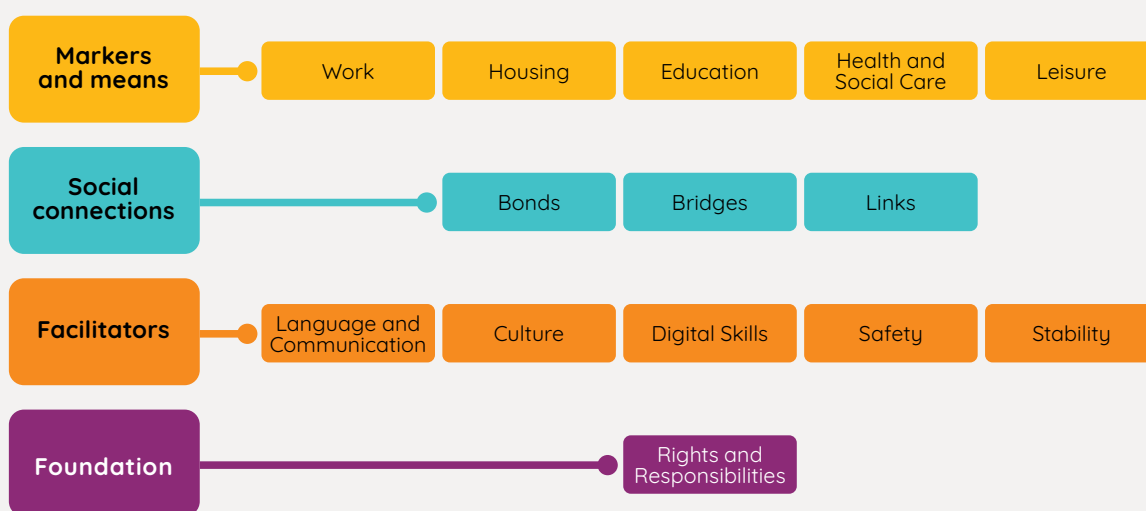 Markers
and means
Work
Housing
Education
Health and
Social Care
Leisure
Social
connections
Bonds
Bridges
Links
Facilitators
Language and
Communication
Culture
Digital Skills
Safety
Stability
Foundation
Rights and
Responsibilities